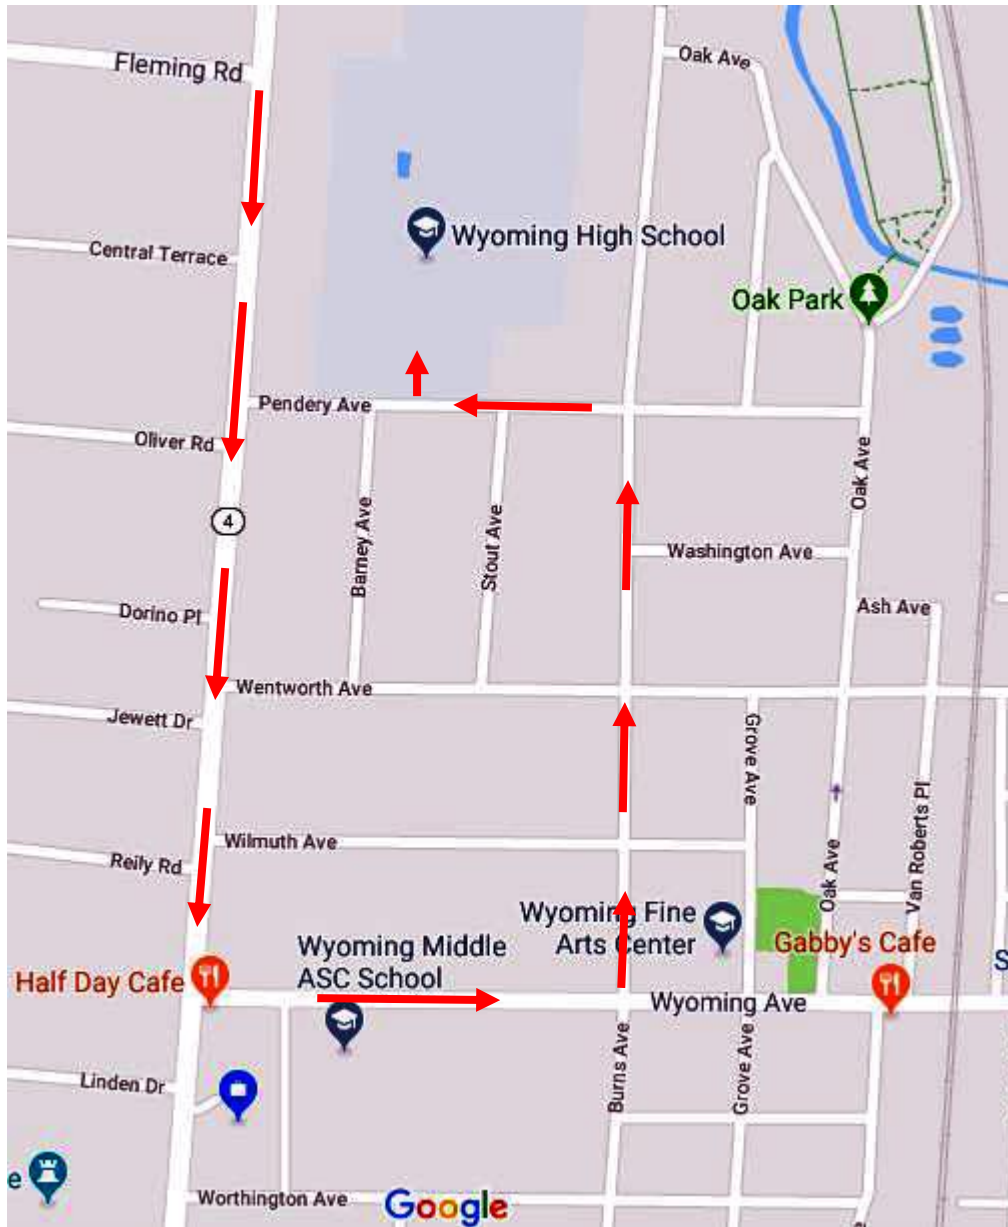 Fleming Rd
Oak Ave
Central Terrace
Wyoming High School
Oak Park
Pendery Ave
Oliver Rd
Oak Ave
4
Barney Ave
Stout Ave
Washington Ave
Dorino Pl
Ash Ave
Wentworth Ave
Jewett Dr
Grove Ave
Van Roberts Pl
Wilmuth Ave
Reily Rd
Oak Ave
Wyoming Fine
Arts Center
Wyoming Middle
ASC School
Gabby's Cafe
S
Half Day Cafe
Wyoming Ave
Burns Ave
Grove Ave
Linden Dr
e
Worthington Ave
Google
e